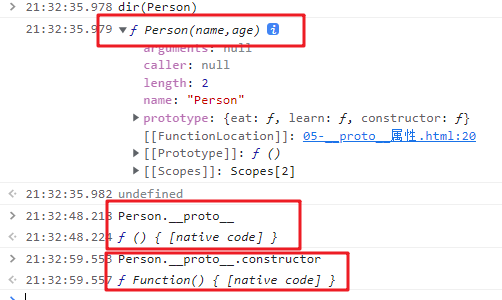 21:32:35.978 dir(Person)
21:32:35.979 ▼ƒ Person(name,age) i
arguments: null
caller: null
length: 2
name: "Person"
▶prototype: {eat: ƒ, learn: ƒ, constructor: ƒ}
[[FunctionLocation]]: 05-__proto__属性.html:20
▶[[Prototype]]: ƒ ()
▶[[Scopes]]: Scopes[2]
21:32:35.982 undefined
21:32:48.218 Person.__proto__
21:32:48.224 ƒ () { [native code] }
21:32:59.553 Person.__proto__.constructor
21:32:59.557 ƒ Function() { [native code] }